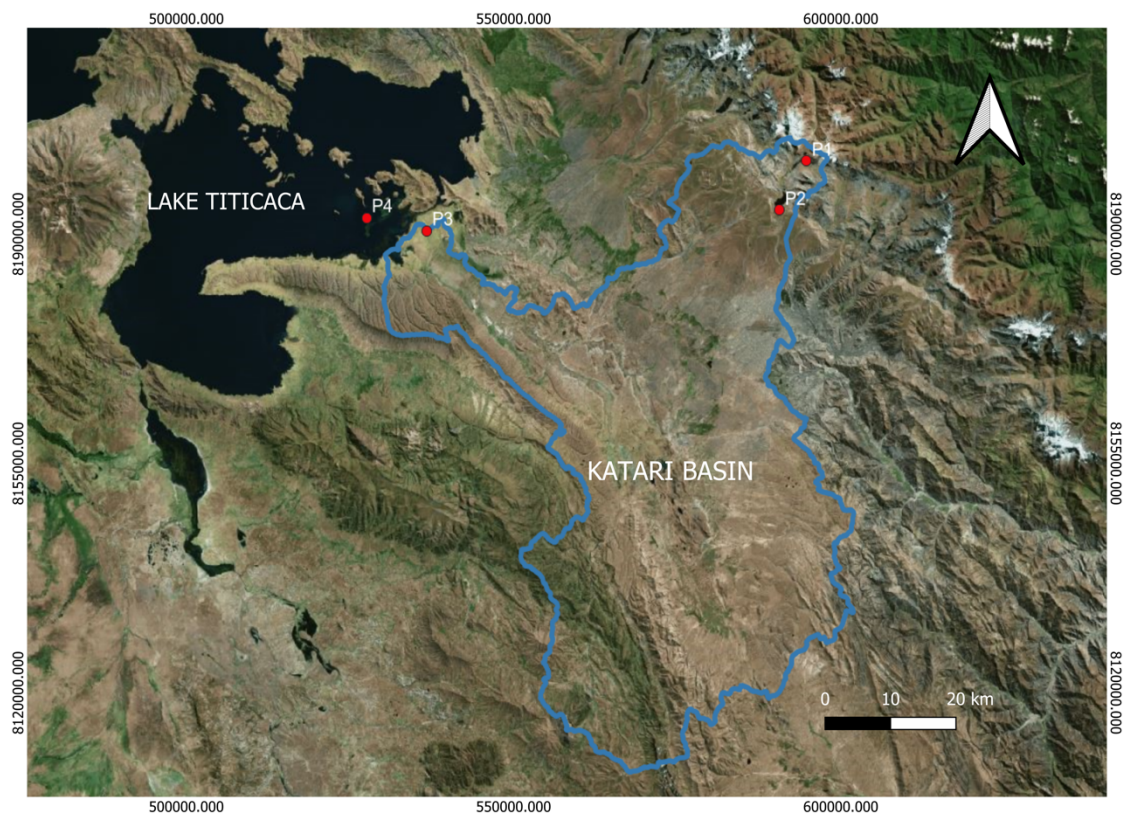 500000.000
550000.000
600000.000
P1
LAKE TITICACA
P4
P2
P3
8190000.000
8190000.000
KATARI BASIN
8155000.000
8155000.000
8120000.000
8120000.000
0 10 20 km
500000.000
550000.000
600000.000